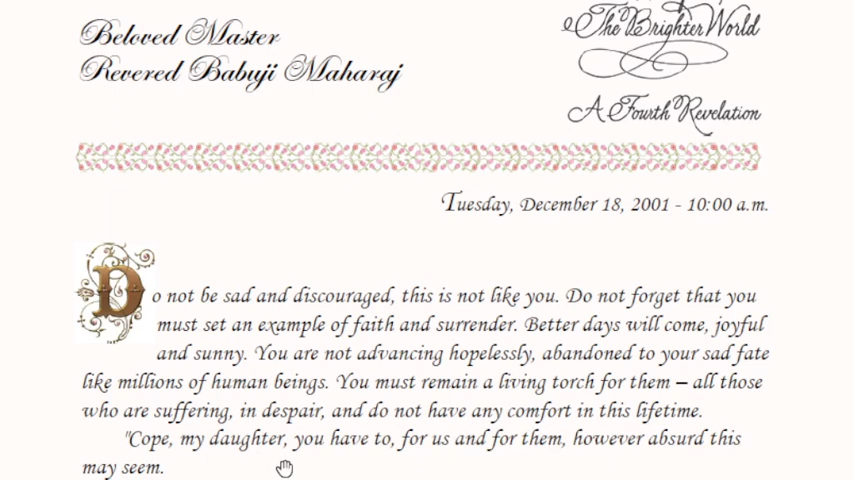 Beloved Master
Revered Babuji Maharaj
The Brighter World
A Fourth Revelation
Tuesday, December 18, 2001 - 10:00 a.m.
Do not be sad and discouraged, this is not like you. Do not forget that you
must set an example of faith and surrender. Better days will come, joyful
and sunny. You are not advancing hopelessly, abandoned to your sad fate
like millions of human beings. You must remain a living torch for them – all those
who are suffering, in despair, and do not have any comfort in this lifetime.
"Cope, my daughter, you have to, for us and for them, however absurd this
may seem.